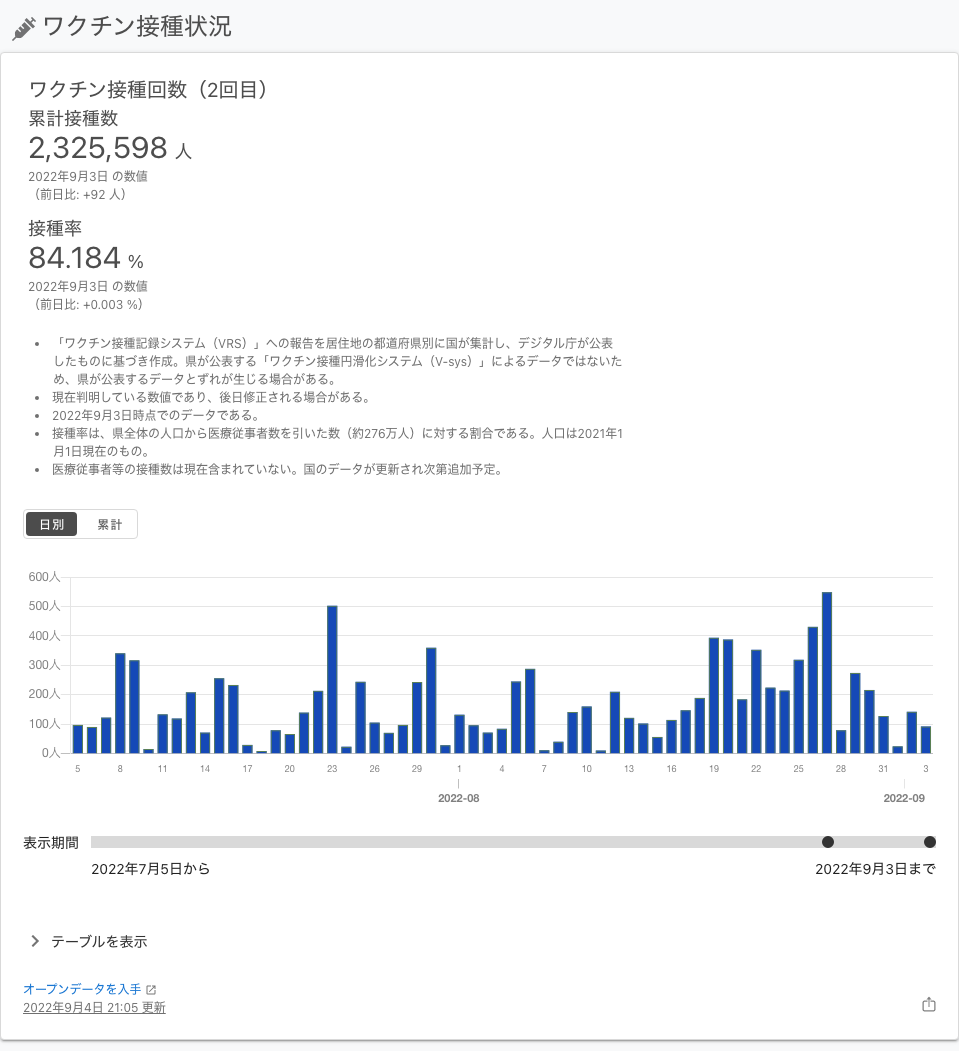 ワクチン接種状況
ワクチン接種回数（2回目）
累計接種数
2,325,598 人
2022年9月3日 の数値
（前日比: +92 人）
接種率
84.184 %
2022年9月3日 の数値
（前日比: +0.003 %）
• 「ワクチン接種記録システム（VRS）」への報告を居住地の都道府県別に国が集計し、デジタル庁が公表
したものに基づき作成。県が公表する「ワクチン接種円滑化システム（V-sys）」によるデータではないた
め、県が公表するデータとずれが生じる場合がある。
• 現在判明している数値であり、後日修正される場合がある。
• 2022年9月3日時点でのデータである。
• 接種率は、県全体の人口から医療従事者数を引いた数（約276万人）に対する割合である。人口は2021年1
月1日現在のもの。
• 医療従事者等の接種数は現在含まれていない。国のデータが更新され次第追加予定。
日別 累計
600人
500人
400人
300人
200人
100人
0人
5 8 11 14 17 20 23 26 29 1 4 7 10 13 16 19 22 25 28 31 3
2022-08 2022-09
表示期間
2022年7月5日から 2022年9月3日まで
テーブルを表示
オープンデータを入手
2022年9月4日 21:05 更新